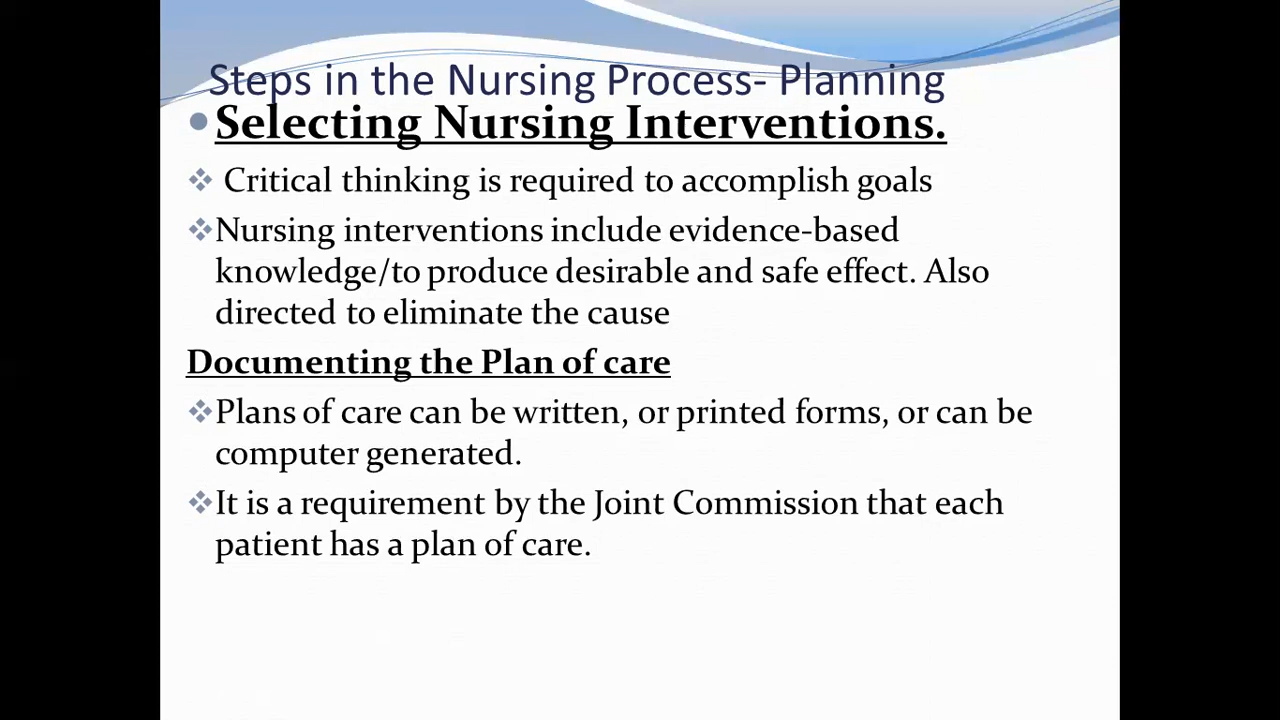 Steps in the Nursing Process- Planning
Selecting Nursing Interventions.
Critical thinking is required to accomplish goals
Nursing interventions include evidence-based
knowledge/to produce desirable and safe effect. Also
directed to eliminate the cause
Documenting the Plan of care
Plans of care can be written, or printed forms, or can be
computer generated.
It is a requirement by the Joint Commission that each
patient has a plan of care.